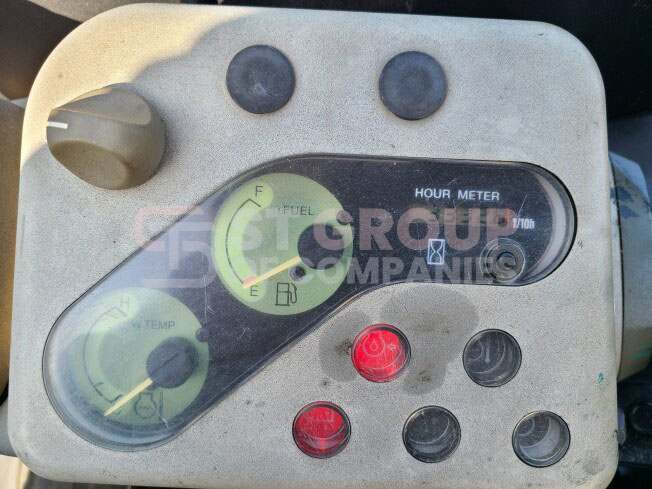 HOUR METER
1/10h
F
FUEL
E
H
W.TEMP
ST GROUP
OF COMPANIES